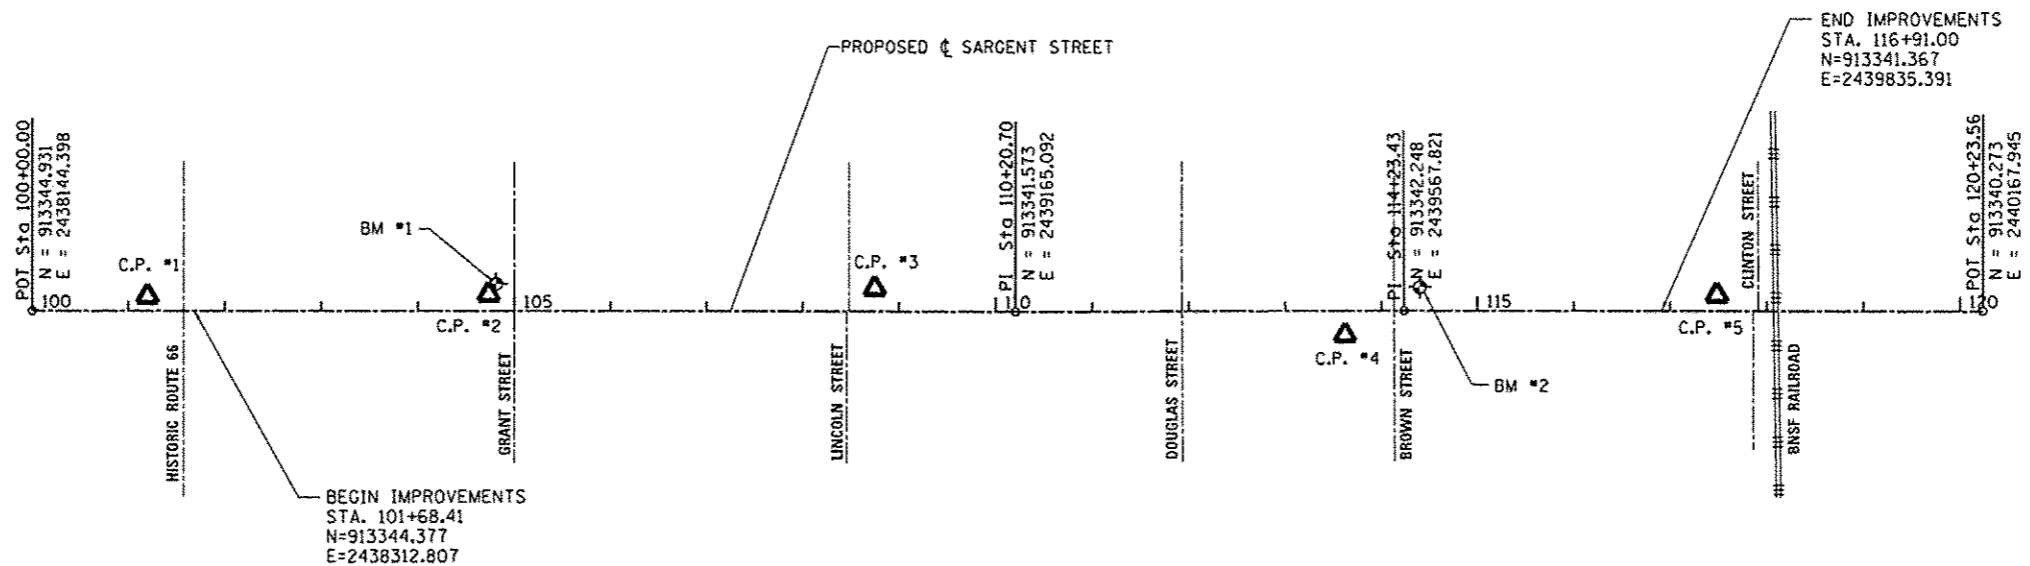 END IMPROVEMENTS
STA. 116+91.00
N=913341.367
E=2439835.391
PROPOSED ℄ SARGENT STREET
POT Sta 100+00.00
N = 913344.931
E = 2438144.398
PI Sta 110+20.70
N = 913341.573
E = 2439165.092
PI Sta 114+23.43
N = 913342.248
E = 2439567.821
CLINTON STREET
POT Sta 120+23.56
N = 913340.273
E = 2440167.945
BM #1
C.P. #1
C.P. #3
100
105
110
115
120
C.P. #2
C.P. #4
C.P. #5
BM #2
HISTORIC ROUTE 66
GRANT STREET
LINCOLN STREET
DOUGLAS STREET
BROWN STREET
BNSF RAILROAD
BEGIN IMPROVEMENTS
STA. 101+68.41
N=913344.377
E=2438312.807